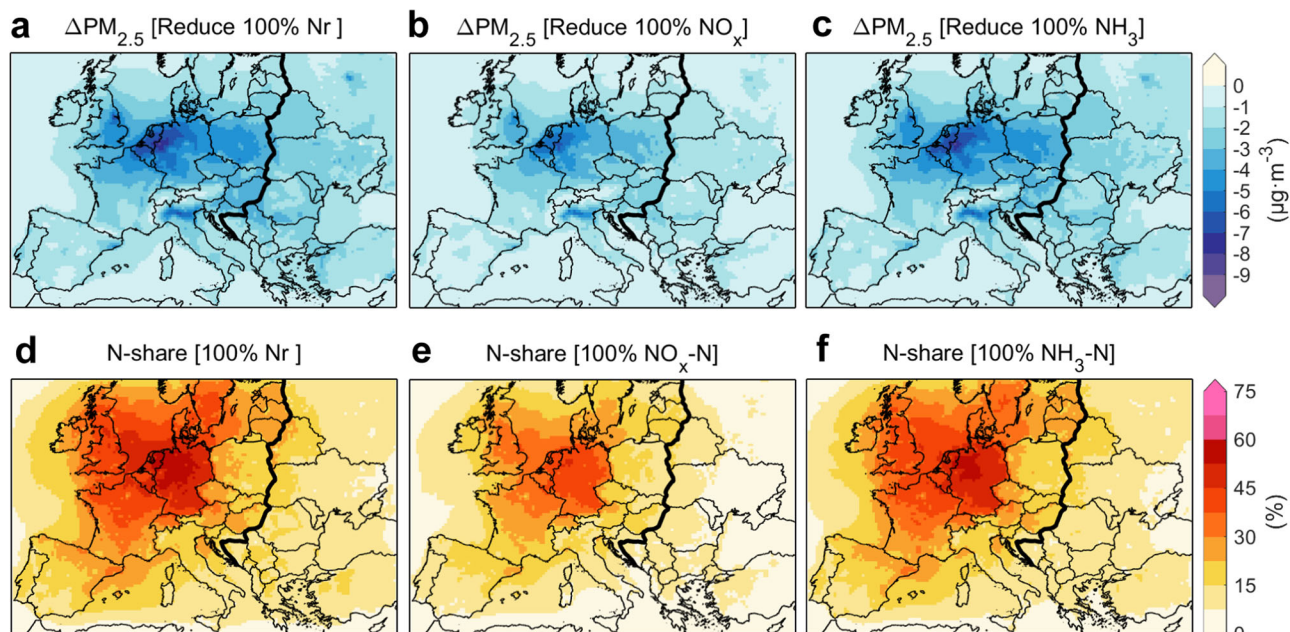 a ΔPM2.5 [Reduce 100% Nr ]
b ΔPM2.5 [Reduce 100% NOx]
c ΔPM2.5 [Reduce 100% NH3]
0
-1
-2
-3
-4
-5
-6
-7
-8
-9
(µg·m⁻³)
d N-share [100% Nr ]
e N-share [100% NOx-N]
f N-share [100% NH3-N]
75
60
45
30
15
0
(%)